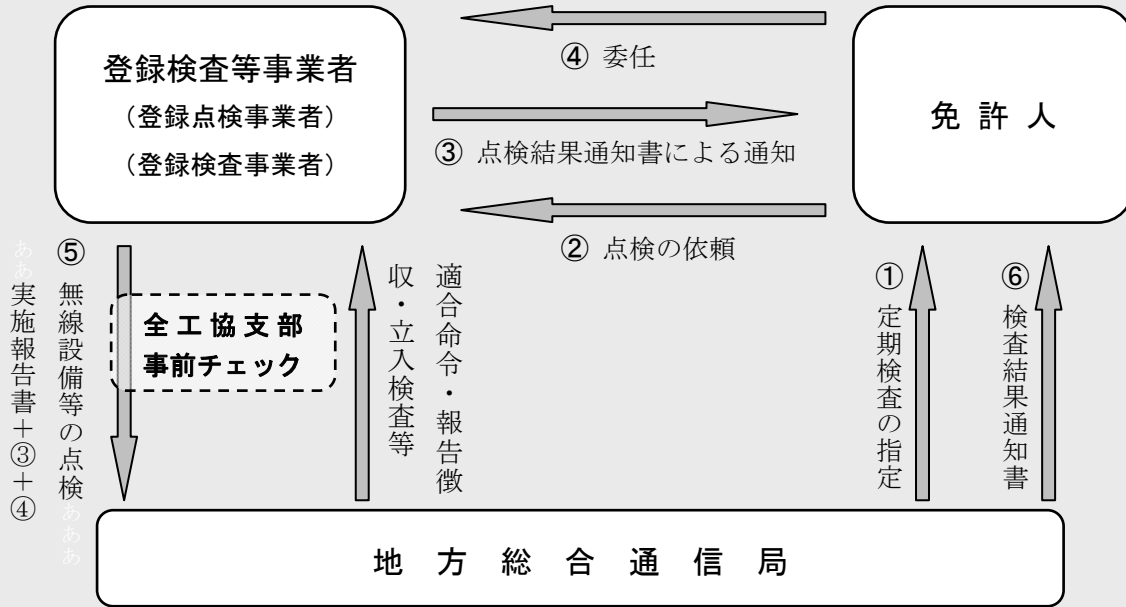 登録検査等事業者
（登録点検事業者）
（登録検査事業者）
④ 委任
③ 点検結果通知書による通知
② 点検の依頼
免 許 人
⑤ 無線設備等の点検あああ
ああ実施報告書＋③＋④
全工協支部
事前チェック
適合命令・報告徴
収・立入検査等
① 定期検査の指定
⑥ 検査結果通知書
地 方 総 合 通 信 局